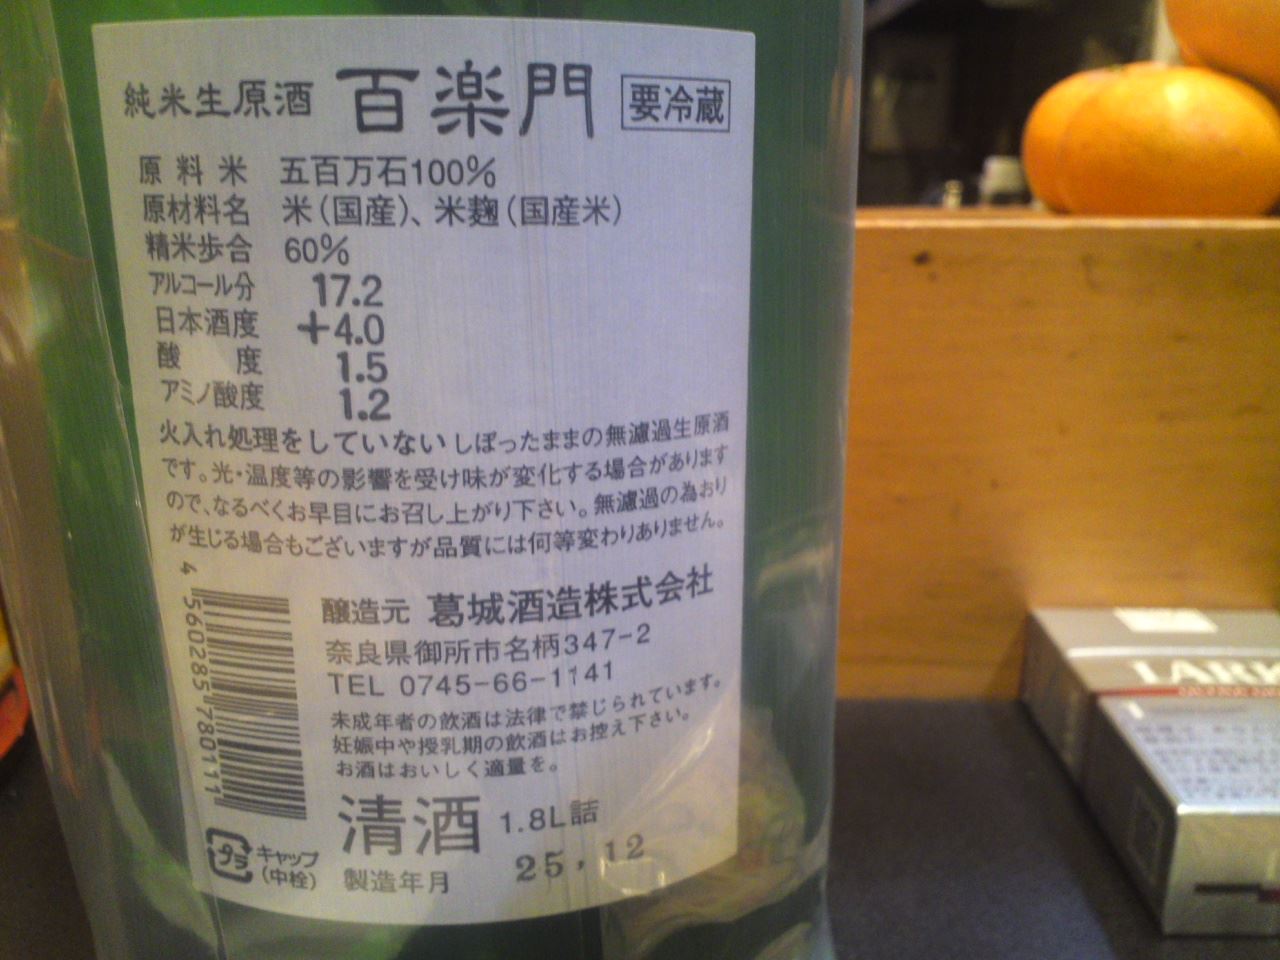 純米生原酒 百楽門 要冷蔵
原料米 五百万石100%
原材料名 米(国産)、米麹(国産米)
精米歩合 60%
アルコール分 17.2
日本酒度 +4.0
酸度 1.5
アミノ酸度 1.2
火入れ処理をしていないしぼったままの無濾過生原酒
です。光・温度等の影響を受け味が変化する場合があります
ので、なるべくお早目にお召し上がり下さい。無濾過の為おり
が生じる場合もございますが品質には何等変わりありません。
4 560285 780111
醸造元 葛城酒造株式会社
奈良県御所市名柄347-2
TEL 0745-66-1141
未成年者の飲酒は法律で禁じられています。
妊娠中や授乳期の飲酒はお控え下さい。
お酒はおいしく適量を。
清酒 1.8L詰
プラ キャップ
(中栓)
製造年月 25,12
LARK